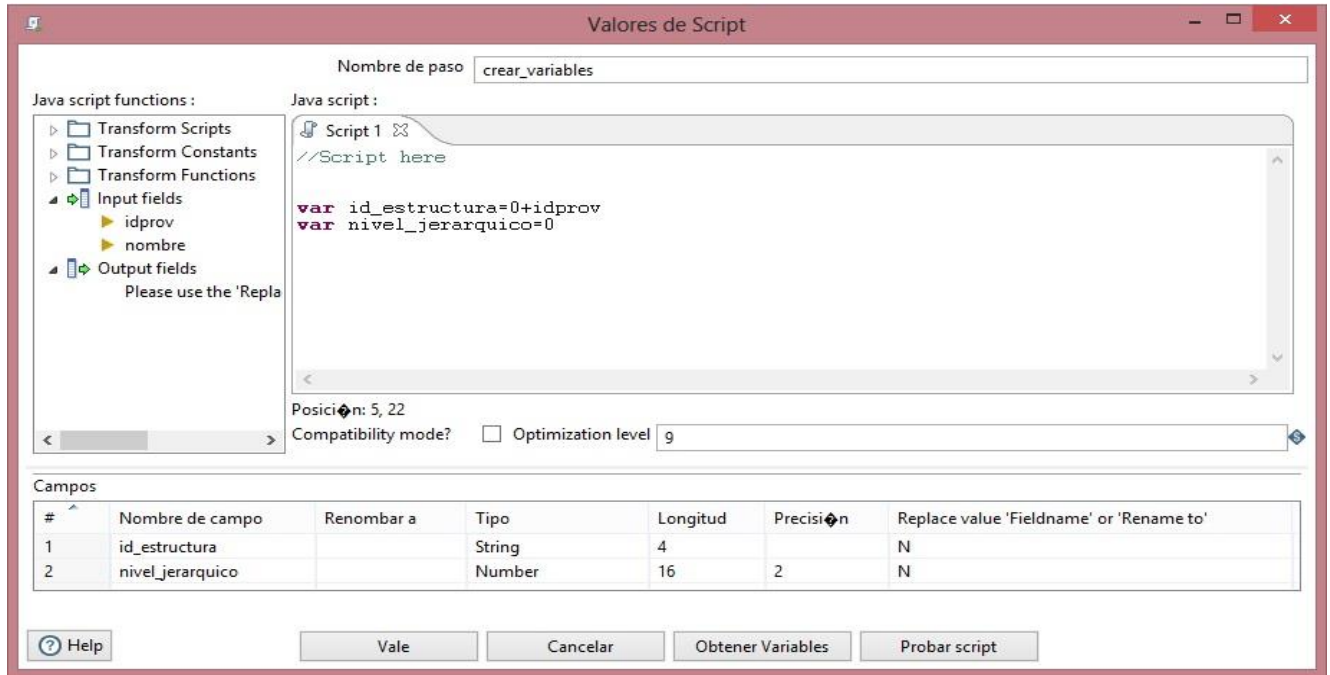 Valores de Script
Nombre de paso crear_variables
Java script functions :
Transform Scripts
Transform Constants
Transform Functions
Input fields
idprov
nombre
Output fields
Please use the 'Repla
Java script :
Script 1
//Script here
var id_estructura=0+idprov
var nivel_jerarquico=0
Posici�n: 5, 22
Compatibility mode? Optimization level 9
Campos
# Nombre de campo Renombar a Tipo Longitud Precisi�n Replace value 'Fieldname' or 'Rename to'
1 id_estructura String 4 N
2 nivel_jerarquico Number 16 2 N
Help Vale Cancelar Obtener Variables Probar script